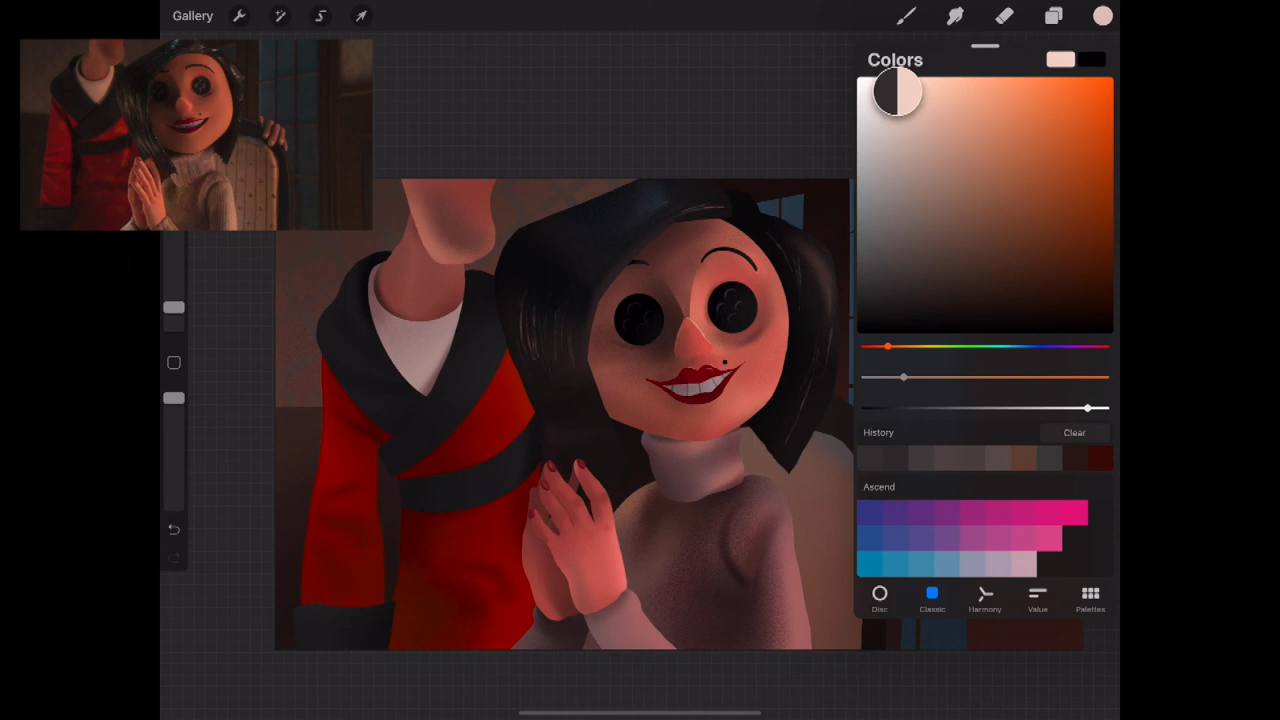 Gallery
Colors
History
Clear
Ascend
Disc
Classic
Harmony
Value
Palettes